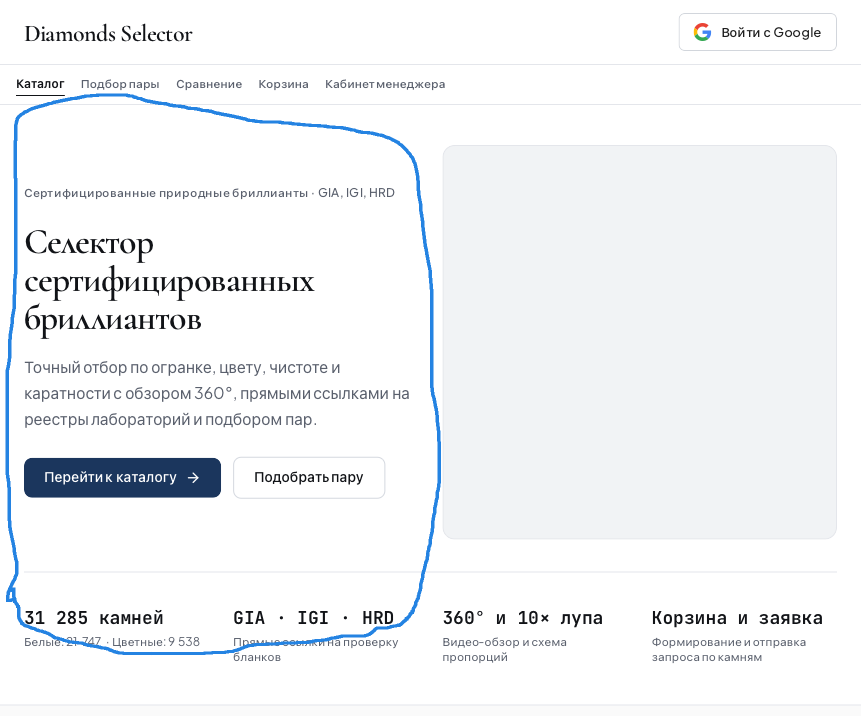 Diamonds Selector
Войти с Google
Каталог Подбор пары Сравнение Корзина Кабинет менеджера
Сертифицированные природные бриллианты · GIA, IGI, HRD
Селектор
сертифицированных
бриллиантов
Точный отбор по огранке, цвету, чистоте и
каратности с обзором 360°, прямыми ссылками на
реестры лабораторий и подбором пар.
Перейти к каталогу →
Подобрать пару
31 285 камней
Белые: 21 747 · Цветные: 9 538
GIA · IGI · HRD
Прямые ссылки на проверку
бланков
360° и 10× лупа
Видео-обзор и схема
пропорций
Корзина и заявка
Формирование и отправка
запроса по камням